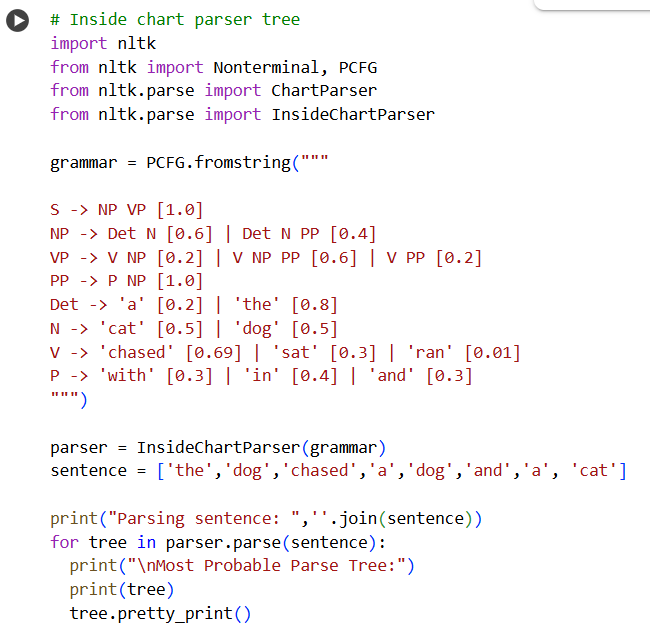 # Inside chart parser tree
import nltk
from nltk import Nonterminal, PCFG
from nltk.parse import ChartParser
from nltk.parse import InsideChartParser

grammar = PCFG.fromstring("""

S -> NP VP [1.0]
NP -> Det N [0.6] | Det N PP [0.4]
VP -> V NP [0.2] | V NP PP [0.6] | V PP [0.2]
PP -> P NP [1.0]
Det -> 'a' [0.2] | 'the' [0.8]
N -> 'cat' [0.5] | 'dog' [0.5]
V -> 'chased' [0.69] | 'sat' [0.3] | 'ran' [0.01]
P -> 'with' [0.3] | 'in' [0.4] | 'and' [0.3]
""")

parser = InsideChartParser(grammar)
sentence = ['the','dog','chased','a','dog','and','a', 'cat']

print("Parsing sentence: ",''.join(sentence))
for tree in parser.parse(sentence):
  print("\nMost Probable Parse Tree:")
  print(tree)
  tree.pretty_print()